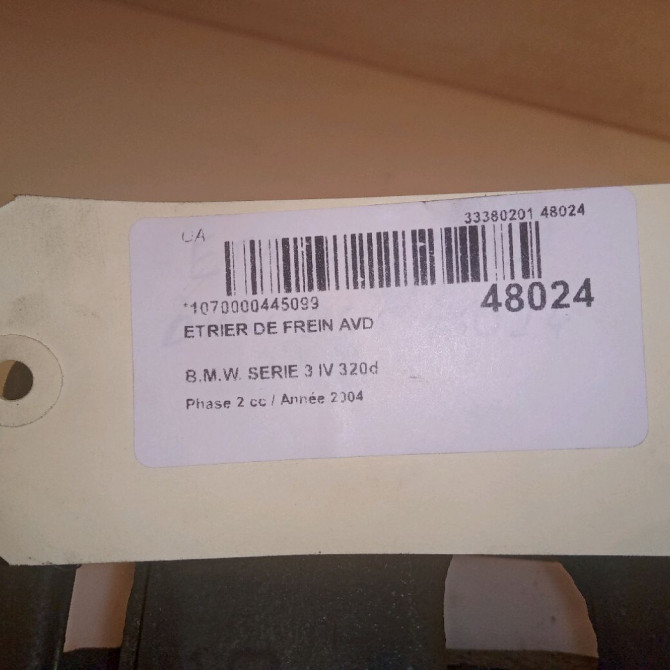 33380201 48024
UA
*1070000445099
48024
ETRIER DE FREIN AVD
B.M.W. SERIE 3 IV 320d
Phase 2 cc / Année 2004